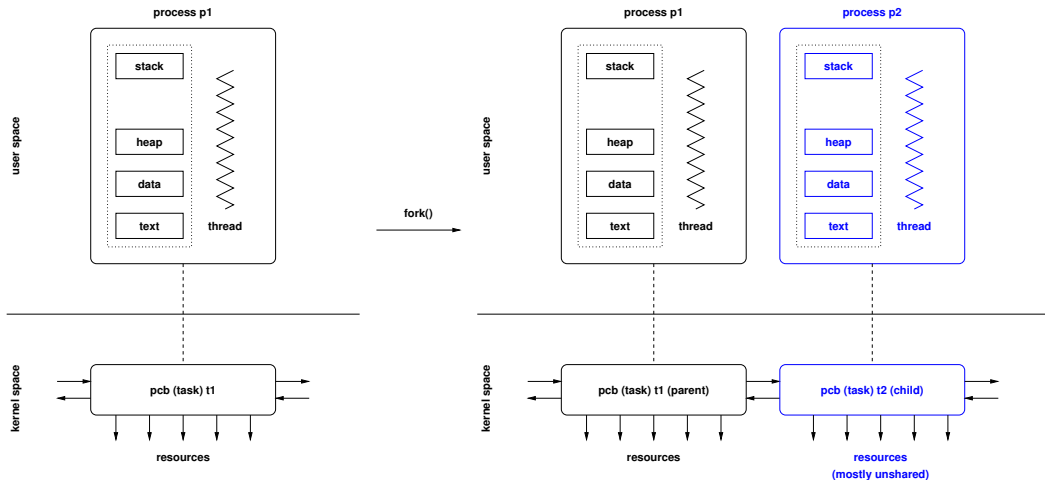 process p1
stack
heap
data
text
thread
user space
kernel space
pcb (task) t1
resources
fork()
process p1
stack
heap
data
text
thread
user space
kernel space
pcb (task) t1 (parent)
resources
process p2
stack
heap
data
text
thread
pcb (task) t2 (child)
resources
(mostly unshared)